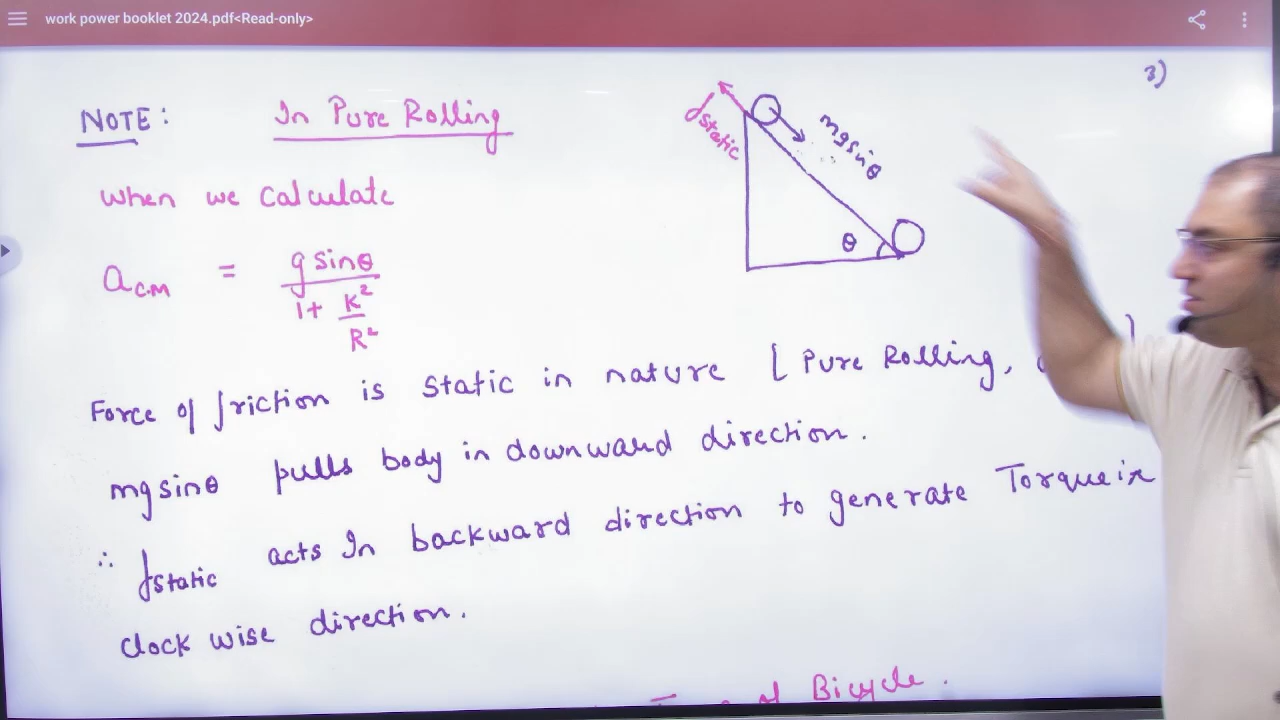 work power booklet 2024.pdf<Read-only>
3)
NOTE: In Pure Rolling
fstatic
mgsinθ
θ
when we calculate
aC.M = gsinθ / 1+ K²/R²
Force of friction is static in nature [Pure Rolling,
mgsinθ pulls body in downward direction.
∴ fstatic acts In backward direction to generate Torque in
clock wise direction.
of Bicycle.